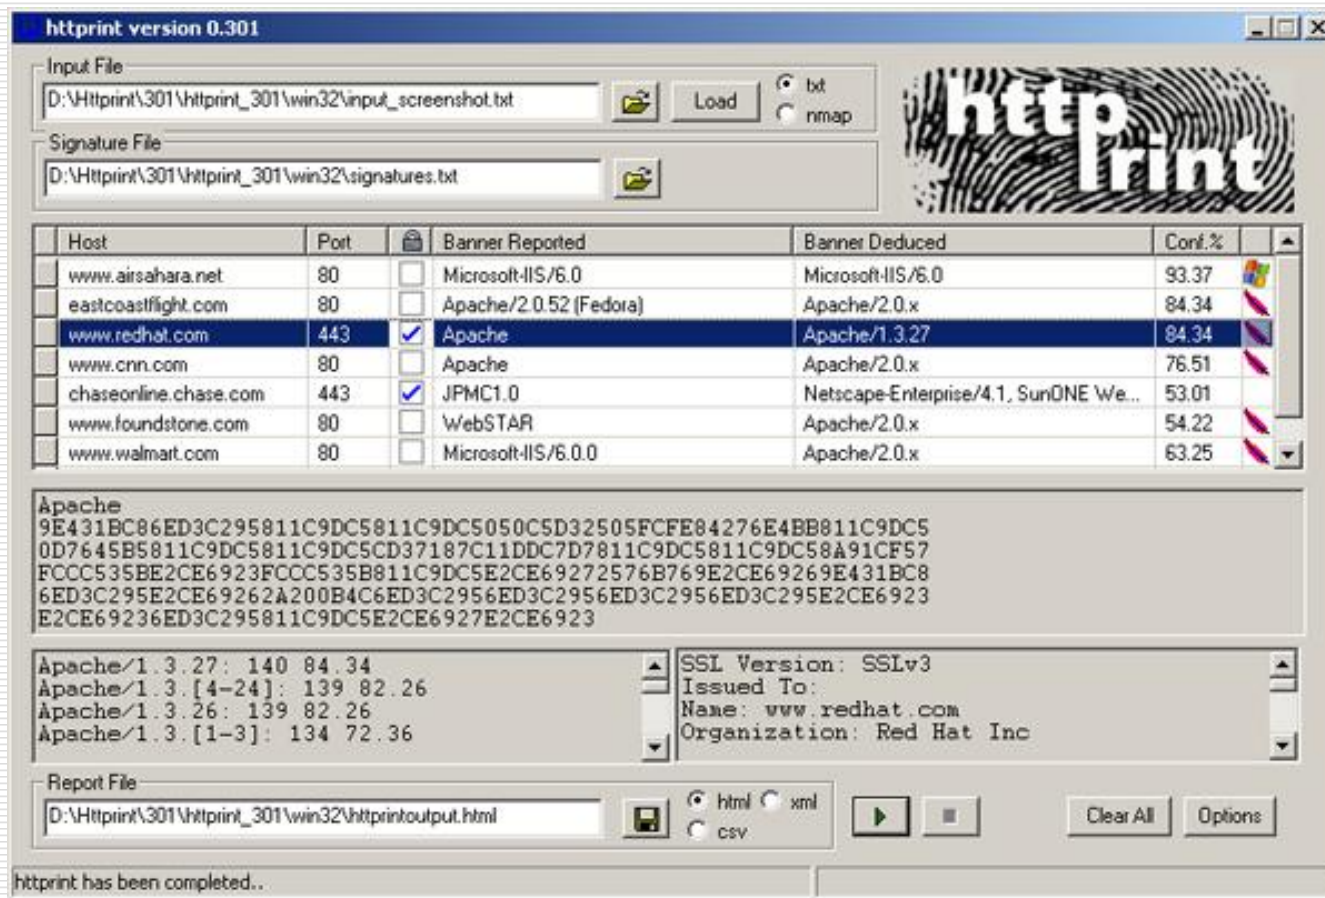 httprint version 0.301
Input File
D:\Httprint\301\httprint_301\win32\input_screenshot.txt
Load
txt
nmap
http
print
Signature File
D:\Httprint\301\httprint_301\win32\signatures.txt
Host Port Banner Reported Banner Deduced Conf.%
www.airsahara.net 80 Microsoft-IIS/6.0 Microsoft-IIS/6.0 93.37
eastcoastflight.com 80 Apache/2.0.52 (Fedora) Apache/2.0.x 84.34
www.redhat.com 443 Apache Apache/1.3.27 84.34
www.cnn.com 80 Apache Apache/2.0.x 76.51
chaseonline.chase.com 443 JPMC1.0 Netscape-Enterprise/4.1, SunONE We... 53.01
www.foundstone.com 80 WebSTAR Apache/2.0.x 54.22
www.walmart.com 80 Microsoft-IIS/6.0.0 Apache/2.0.x 63.25
Apache
9E431BC86ED3C295811C9DC5811C9DC5050C5D32505FCFE84276E4BB811C9DC5
0D7645B5811C9DC5811C9DC5CD37187C11DDC7D7811C9DC5811C9DC58A91CF57
FCCC535BE2CE6923FCCC535B811C9DC5E2CE69272576B769E2CE69269E431BC8
6ED3C295E2CE69262A200B4C6ED3C2956ED3C2956ED3C2956ED3C295E2CE6923
E2CE69236ED3C295811C9DC5E2CE6927E2CE6923
Apache/1.3.27: 140 84.34
Apache/1.3.[4-24]: 139 82.26
Apache/1.3.26: 139 82.26
Apache/1.3.[1-3]: 134 72.36
SSL Version: SSLv3
Issued To:
Name: www.redhat.com
Organization: Red Hat Inc
Report File
D:\Httprint\301\httprint_301\win32\httprintoutput.html
html
xml
csv
Clear All
Options
httprint has been completed..